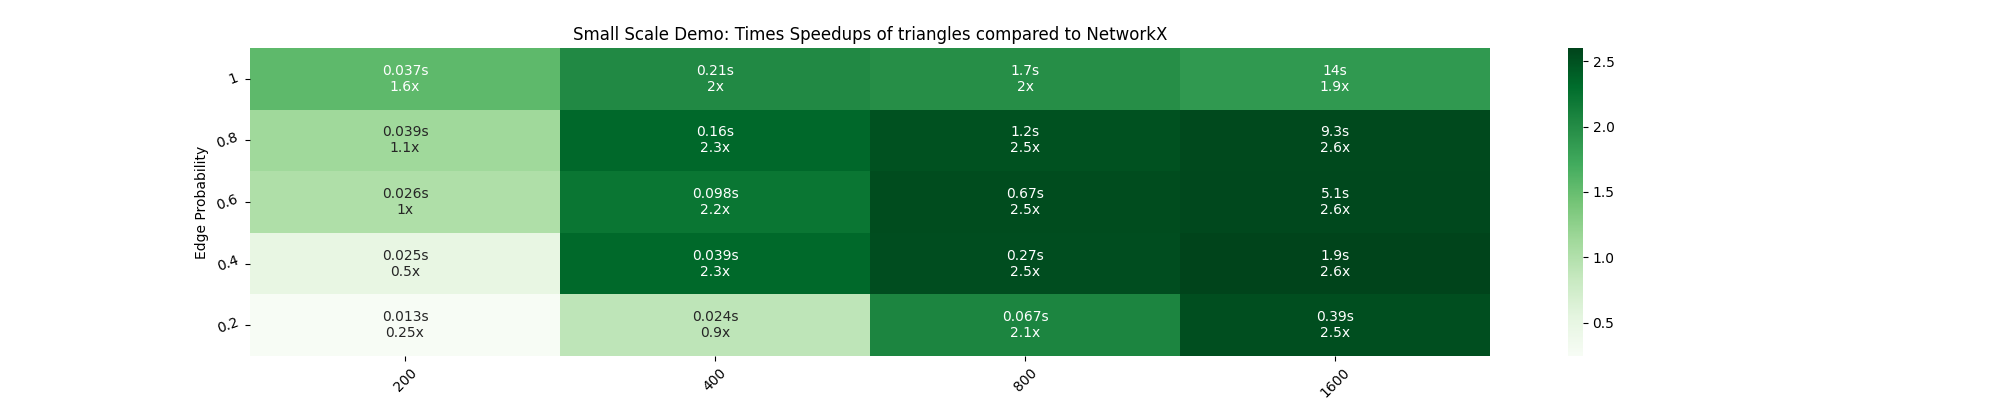 Small Scale Demo: Times Speedups of triangles compared to NetworkX
Edge Probability
1
0.037s
1.6x
0.21s
2x
1.7s
2x
14s
1.9x
0.8
0.039s
1.1x
0.16s
2.3x
1.2s
2.5x
9.3s
2.6x
0.6
0.026s
1x
0.098s
2.2x
0.67s
2.5x
5.1s
2.6x
0.4
0.025s
0.5x
0.039s
2.3x
0.27s
2.5x
1.9s
2.6x
0.2
0.013s
0.25x
0.024s
0.9x
0.067s
2.1x
0.39s
2.5x
200
400
800
1600
2.5
2.0
1.5
1.0
0.5